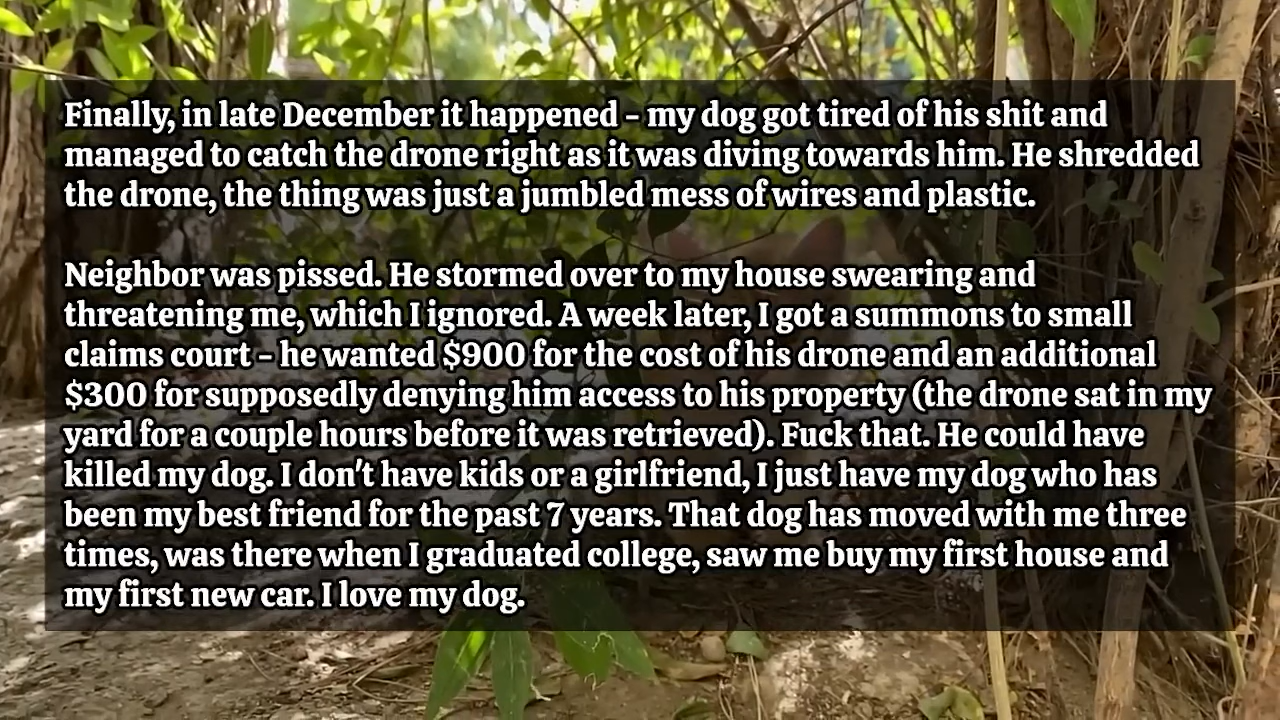 Finally, in late December it happened - my dog got tired of his shit and
managed to catch the drone right as it was diving towards him. He shredded
the drone, the thing was just a jumbled mess of wires and plastic.
Neighbor was pissed. He stormed over to my house swearing and
threatening me, which I ignored. A week later, I got a summons to small
claims court - he wanted $900 for the cost of his drone and an additional
$300 for supposedly denying him access to his property (the drone sat in my
yard for a couple hours before it was retrieved). Fuck that. He could have
killed my dog. I don't have kids or a girlfriend, I just have my dog who has
been my best friend for the past 7 years. That dog has moved with me three
times, was there when I graduated college, saw me buy my first house and
my first new car. I love my dog.